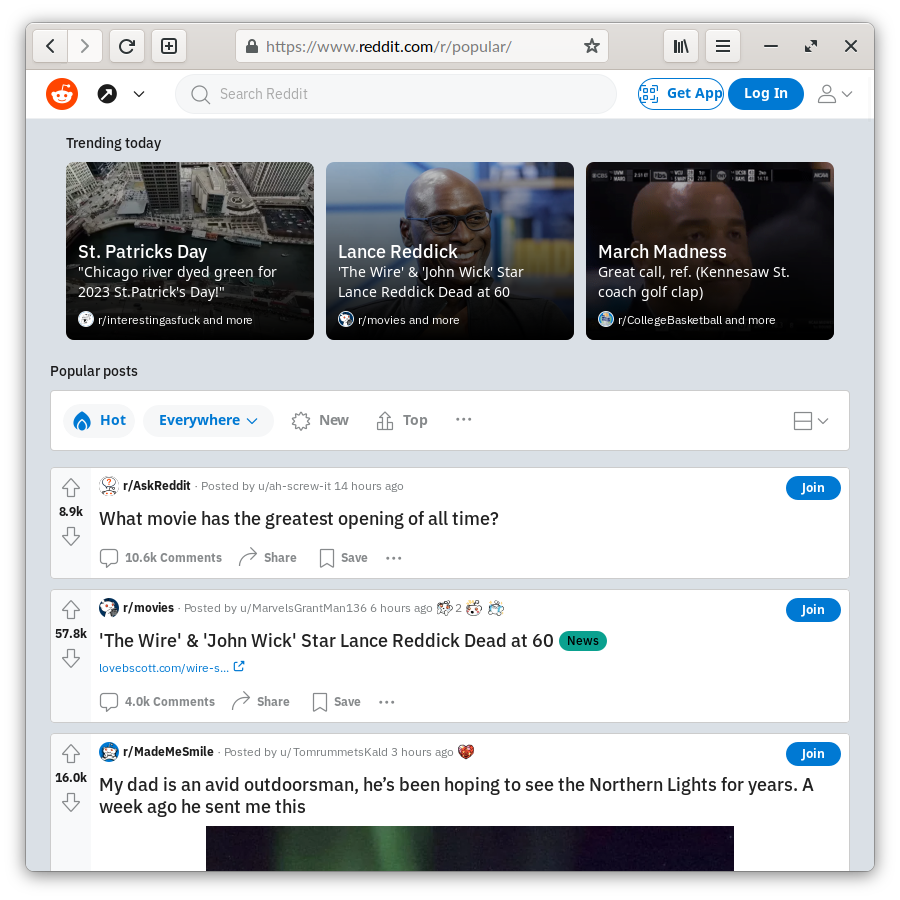 https://www.reddit.com/r/popular/
Search Reddit
Get App
Log In
Trending today
St. Patricks Day
"Chicago river dyed green for
2023 St.Patrick's Day!"
r/interestingasfuck and more
Lance Reddick
'The Wire' & 'John Wick' Star
Lance Reddick Dead at 60
r/movies and more
March Madness
Great call, ref. (Kennesaw St.
coach golf clap)
r/CollegeBasketball and more
Popular posts
Hot
Everywhere
New
Top
r/AskReddit · Posted by u/ah-screw-it 14 hours ago
Join
8.9k
What movie has the greatest opening of all time?
10.6k Comments
Share
Save
r/movies · Posted by u/MarvelsGrantMan136 6 hours ago 2
Join
57.8k
'The Wire' & 'John Wick' Star Lance Reddick Dead at 60 News
lovebscott.com/wire-s...
4.0k Comments
Share
Save
r/MadeMeSmile · Posted by u/TomrummetsKald 3 hours ago
Join
16.0k
My dad is an avid outdoorsman, he’s been hoping to see the Northern Lights for years. A
week ago he sent me this